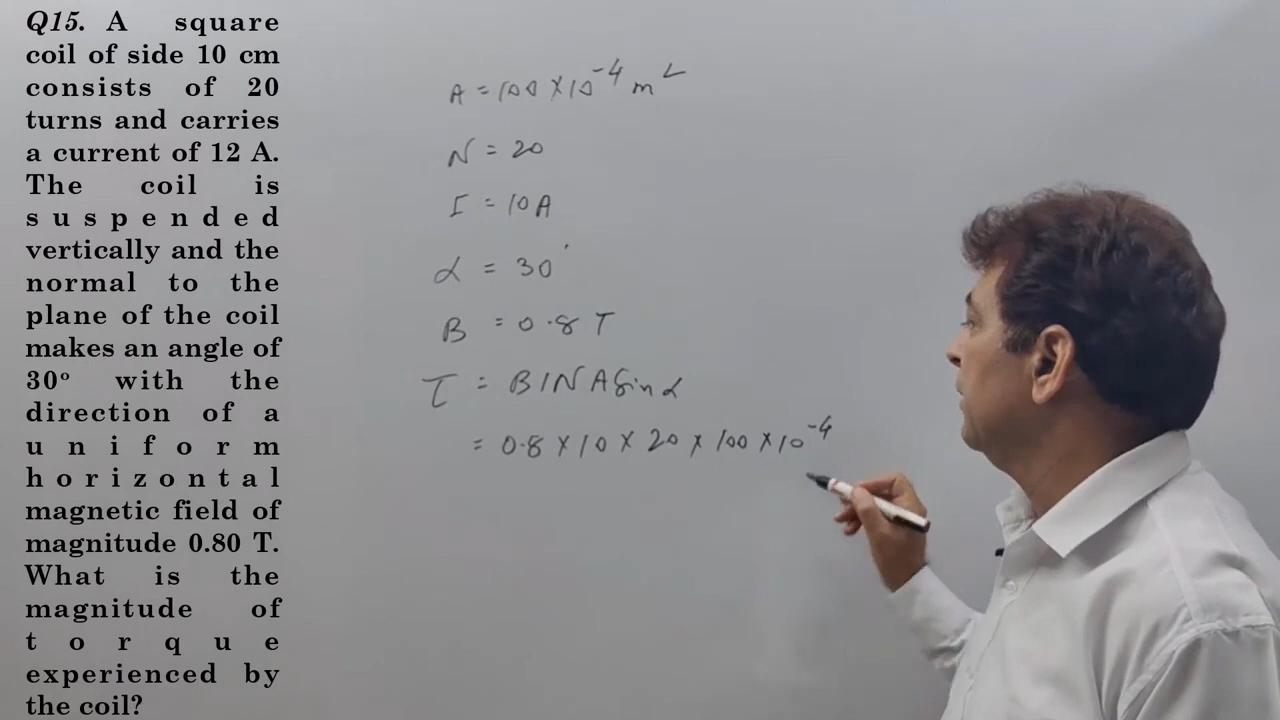 Q15. A square
coil of side 10 cm
consists of 20
turns and carries
a current of 12 A.
The coil is
suspended
vertically and the
normal to the
plane of the coil
makes an angle of
30º with the
direction of a
uniform
horizontal
magnetic field of
magnitude 0.80 T.
What is the
magnitude of
torque
experienced by
the coil?
A = 100 × 10⁻⁴ m²
N = 20
I = 10A
α = 30°
B = 0.8 T
τ = BINA Sin α
= 0.8 × 10 × 20 × 100 × 10⁻⁴